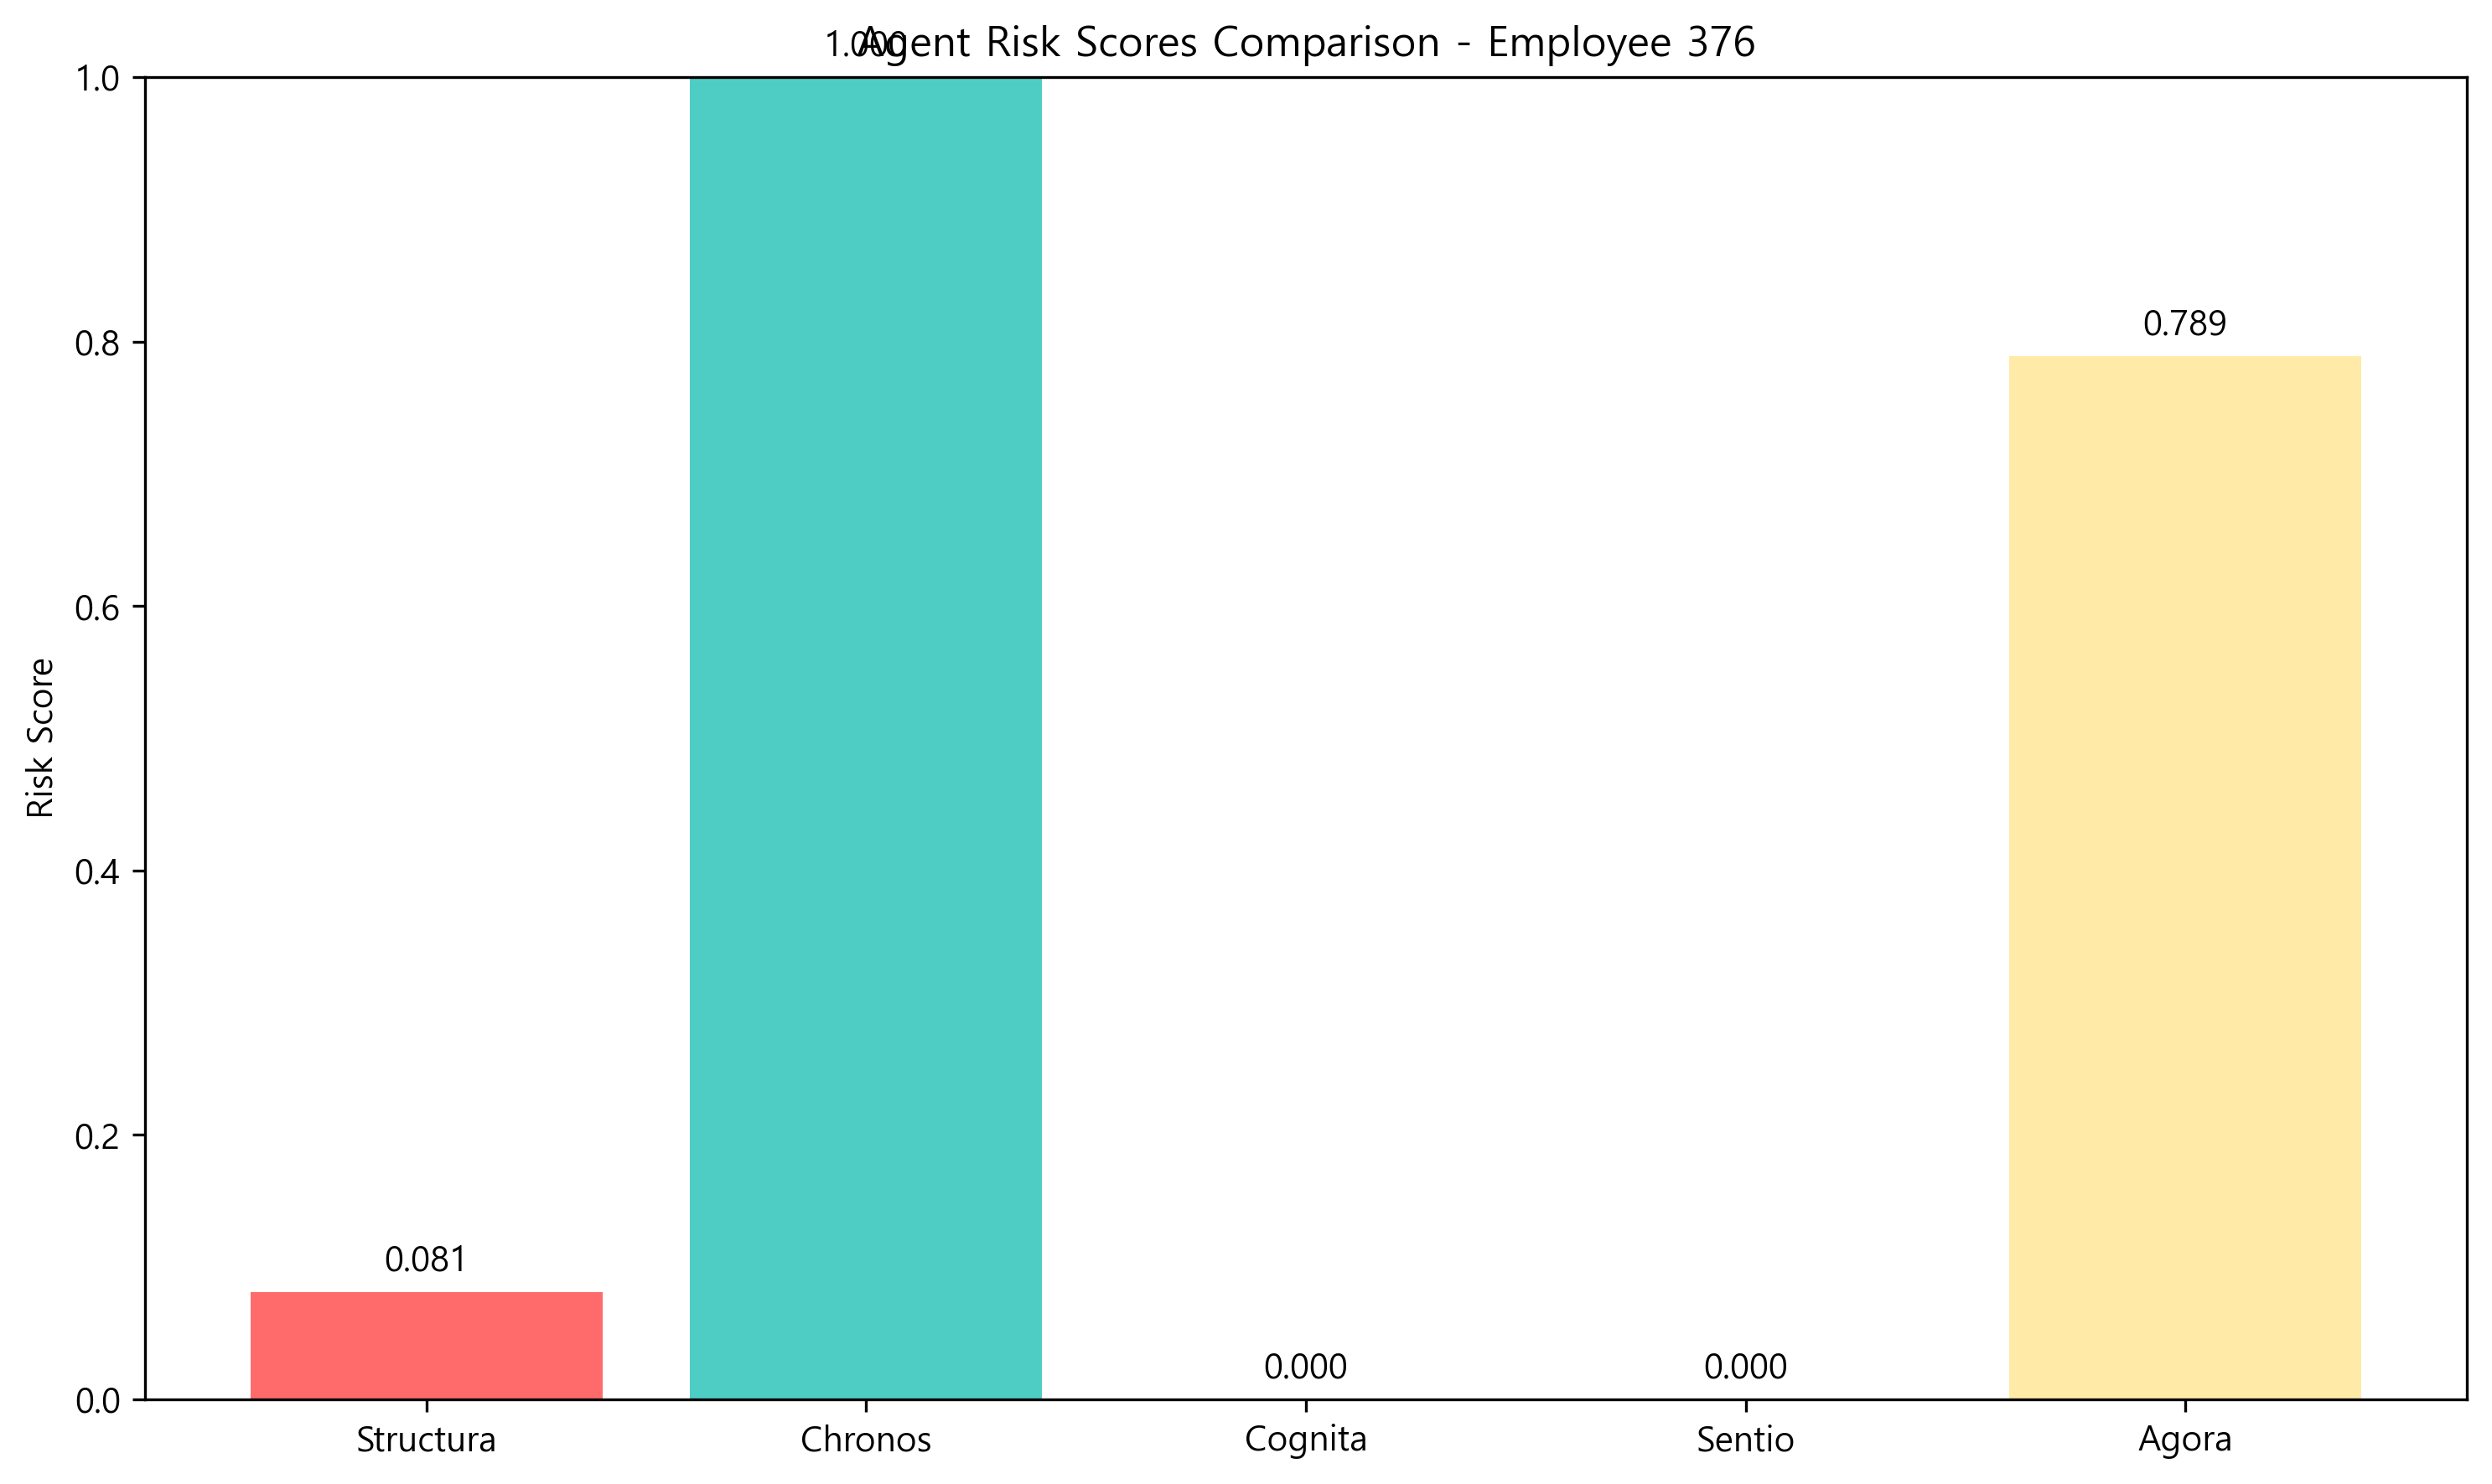 Agent Risk Scores Comparison - Employee 376
1.000
1.0
0.8
0.6
0.4
0.2
0.0
Risk Score
0.081
0.000
0.000
0.789
Structura
Chronos
Cognita
Sentio
Agora